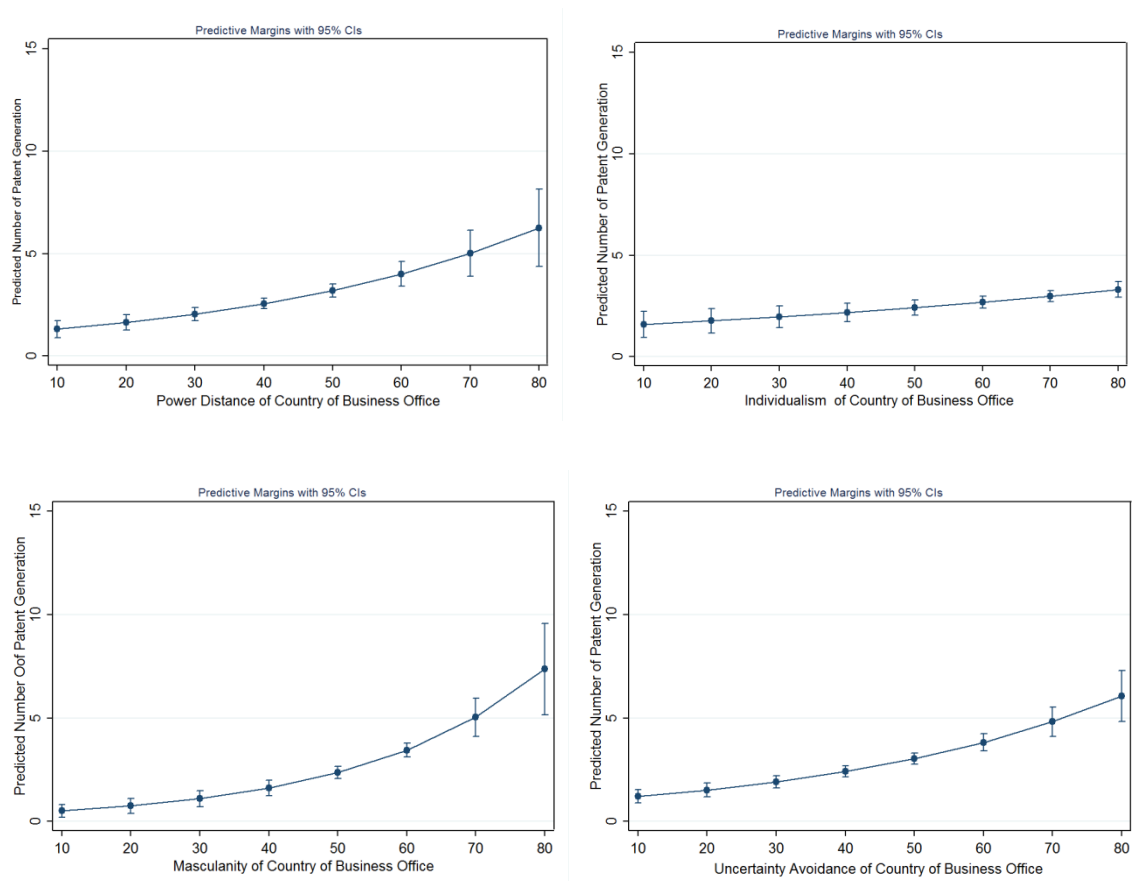 Predictive Margins with 95% CIs
15
10
5
0
Predicted Number of Patent Generation
10 20 30 40 50 60 70 80
Power Distance of Country of Business Office
Predictive Margins with 95% CIs
15
10
5
0
Predicted Number of Patent Generation
10 20 30 40 50 60 70 80
Individualism of Country of Business Office
Predictive Margins with 95% CIs
15
10
5
0
Predicted Number Oof Patent Generation
10 20 30 40 50 60 70 80
Masculanity of Country of Business Office
Predictive Margins with 95% CIs
15
10
5
0
Predicted Number of Patent Generation
10 20 30 40 50 60 70 80
Uncertainty Avoidance of Country of Business Office